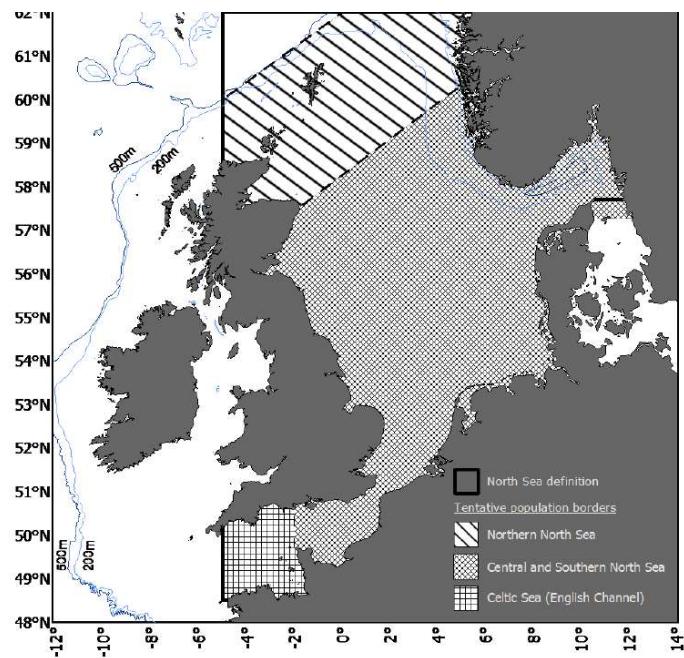 62°N
61°N
60°N
59°N
58°N
57°N
56°N
55°N
54°N
53°N
52°N
51°N
50°N
49°N
48°N
500m
200m
500m
200m
North Sea definition
Tentative population borders
Northern North Sea
Central and Southern North Sea
Celtic Sea (English Channel)
-12° -10° -8° -6° -4° -2° 0° 2° 4° 6° 8° 10° 12° 14°